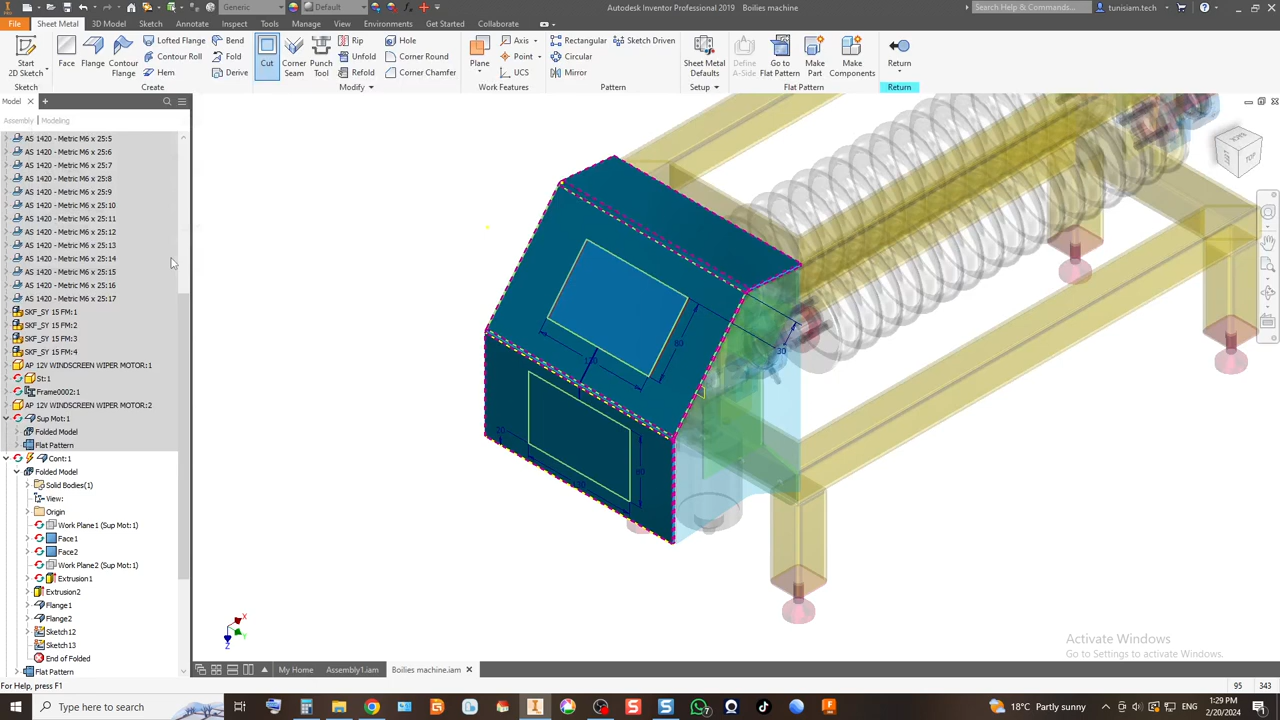 Generic
Default
Autodesk Inventor Professional 2019   Boilies machine
Search Help & Commands...
tunisiam.tech
File   Sheet Metal   3D Model   Sketch   Annotate   Inspect   Tools   Manage   View   Environments   Get Started   Collaborate
Start
2D Sketch
Face
Flange
Contour
Flange
Lofted Flange
Contour Roll
Hem
Bend
Fold
Derive
Cut
Corner
Seam
Punch
Tool
Rip
Unfold
Refold
Hole
Corner Round
Corner Chamfer
Plane
Axis
Point
UCS
Rectangular
Circular
Mirror
Sketch Driven
Sheet Metal
Defaults
Define
A-Side
Go to
Flat Pattern
Make
Part
Make
Components
Return
Sketch   Create   Modify   Work Features   Pattern   Setup   Flat Pattern   Return
Model
Assembly | Modeling
AS 1420 - Metric M6 x 25:5
AS 1420 - Metric M6 x 25:6
AS 1420 - Metric M6 x 25:7
AS 1420 - Metric M6 x 25:8
AS 1420 - Metric M6 x 25:9
AS 1420 - Metric M6 x 25:10
AS 1420 - Metric M6 x 25:11
AS 1420 - Metric M6 x 25:12
AS 1420 - Metric M6 x 25:13
AS 1420 - Metric M6 x 25:14
AS 1420 - Metric M6 x 25:15
AS 1420 - Metric M6 x 25:16
AS 1420 - Metric M6 x 25:17
SKF_SY 15 FM:1
SKF_SY 15 FM:2
SKF_SY 15 FM:3
SKF_SY 15 FM:4
AP 12V WINDSCREEN WIPER MOTOR:1
St:1
Frame0002:1
AP 12V WINDSCREEN WIPER MOTOR:2
Sup Mot:1
Folded Model
Flat Pattern
Cont:1
Folded Model
Solid Bodies(1)
View:
Origin
Work Plane1 (Sup Mot:1)
Face1
Face2
Work Plane2 (Sup Mot:1)
Extrusion1
Extrusion2
Flange1
Flange2
Sketch12
Sketch13
End of Folded
Flat Pattern
80
30
20
80
120
BACK
TOP
X
Y
Z
Activate Windows
Go to Settings to activate Windows.
My Home   Assembly1.iam   Boilies machine.iam
For Help, press F1
95   343
Type here to search
18°C Partly sunny
1:29 PM
2/20/2024